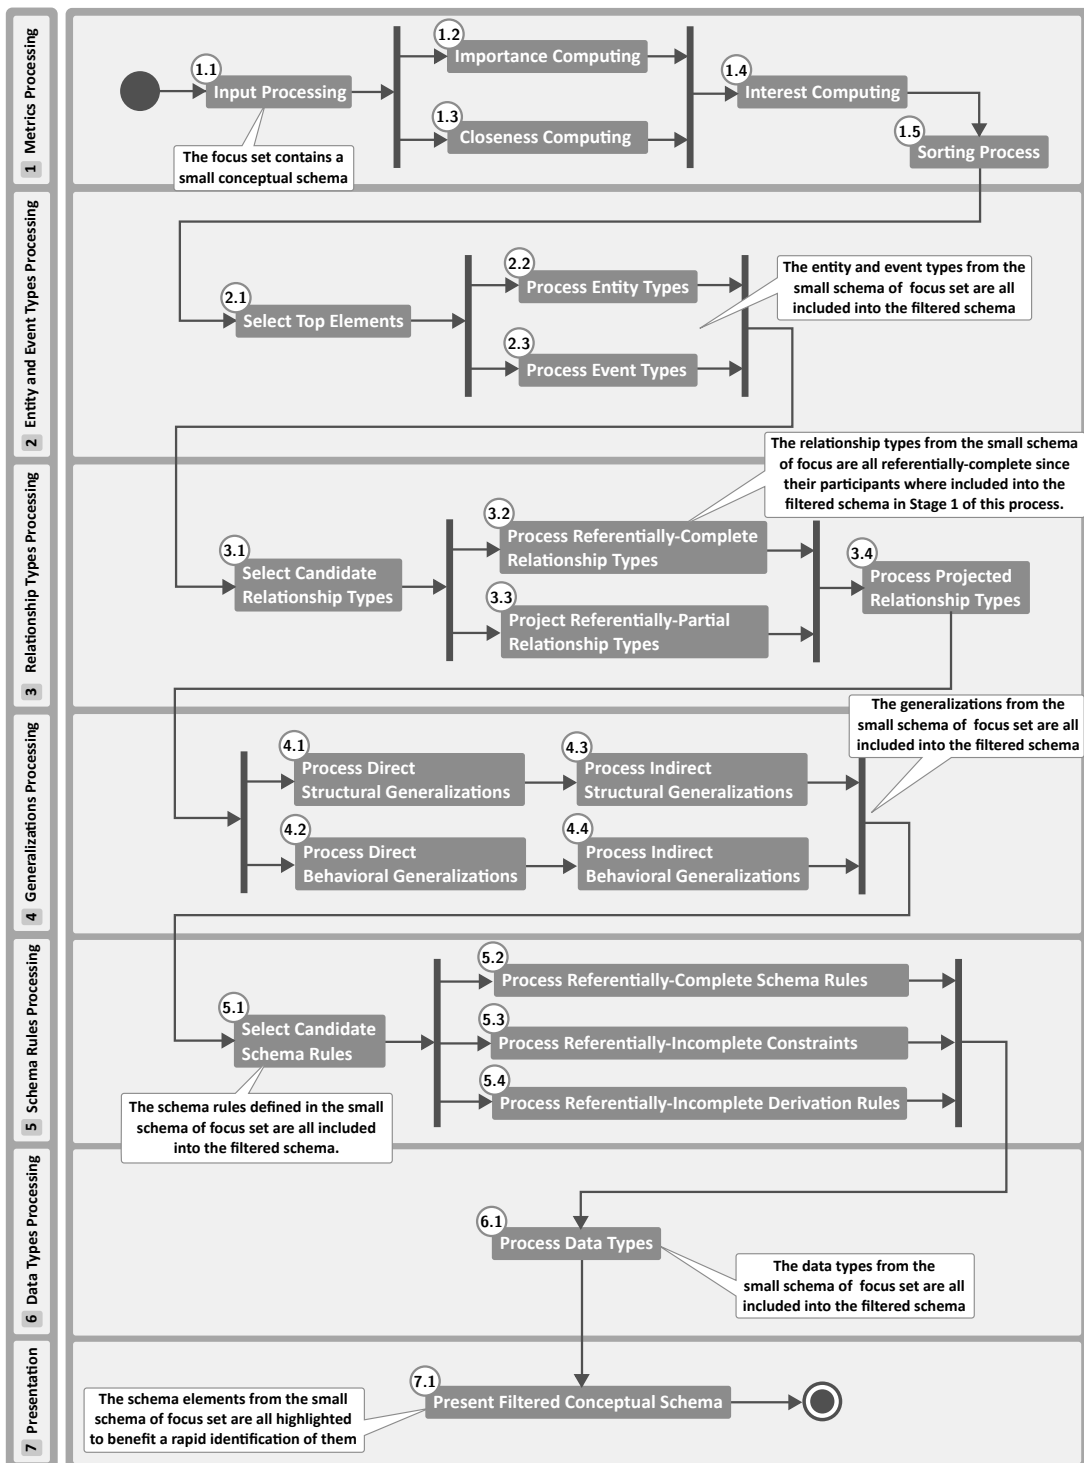 1 Metrics Processing
1.1
Input Processing
The focus set contains a
small conceptual schema
1.2
Importance Computing
1.3
Closeness Computing
1.4
Interest Computing
1.5
Sorting Process
2 Entity and Event Types Processing
2.1
Select Top Elements
2.2
Process Entity Types
2.3
Process Event Types
The entity and event types from the
small schema of focus set are all
included into the filtered schema
3 Relationship Types Processing
3.1
Select Candidate
Relationship Types
3.2
Process Referentially-Complete
Relationship Types
3.3
Project Referentially-Partial
Relationship Types
The relationship types from the small schema
of focus are all referentially-complete since
their participants where included into the
filtered schema in Stage 1 of this process.
3.4
Process Projected
Relationship Types
4 Generalizations Processing
4.1
Process Direct
Structural Generalizations
4.2
Process Direct
Behavioral Generalizations
4.3
Process Indirect
Structural Generalizations
4.4
Process Indirect
Behavioral Generalizations
The generalizations from the
small schema of focus set are all
included into the filtered schema
5 Schema Rules Processing
5.1
Select Candidate
Schema Rules
The schema rules defined in the small
schema of focus set are all included
into the filtered schema.
5.2
Process Referentially-Complete Schema Rules
5.3
Process Referentially-Incomplete Constraints
5.4
Process Referentially-Incomplete Derivation Rules
6 Data Types Processing
6.1
Process Data Types
The data types from the
small schema of focus set are all
included into the filtered schema
7 Presentation
7.1
Present Filtered Conceptual Schema
The schema elements from the small
schema of focus set are all highlighted
to benefit a rapid identification of them